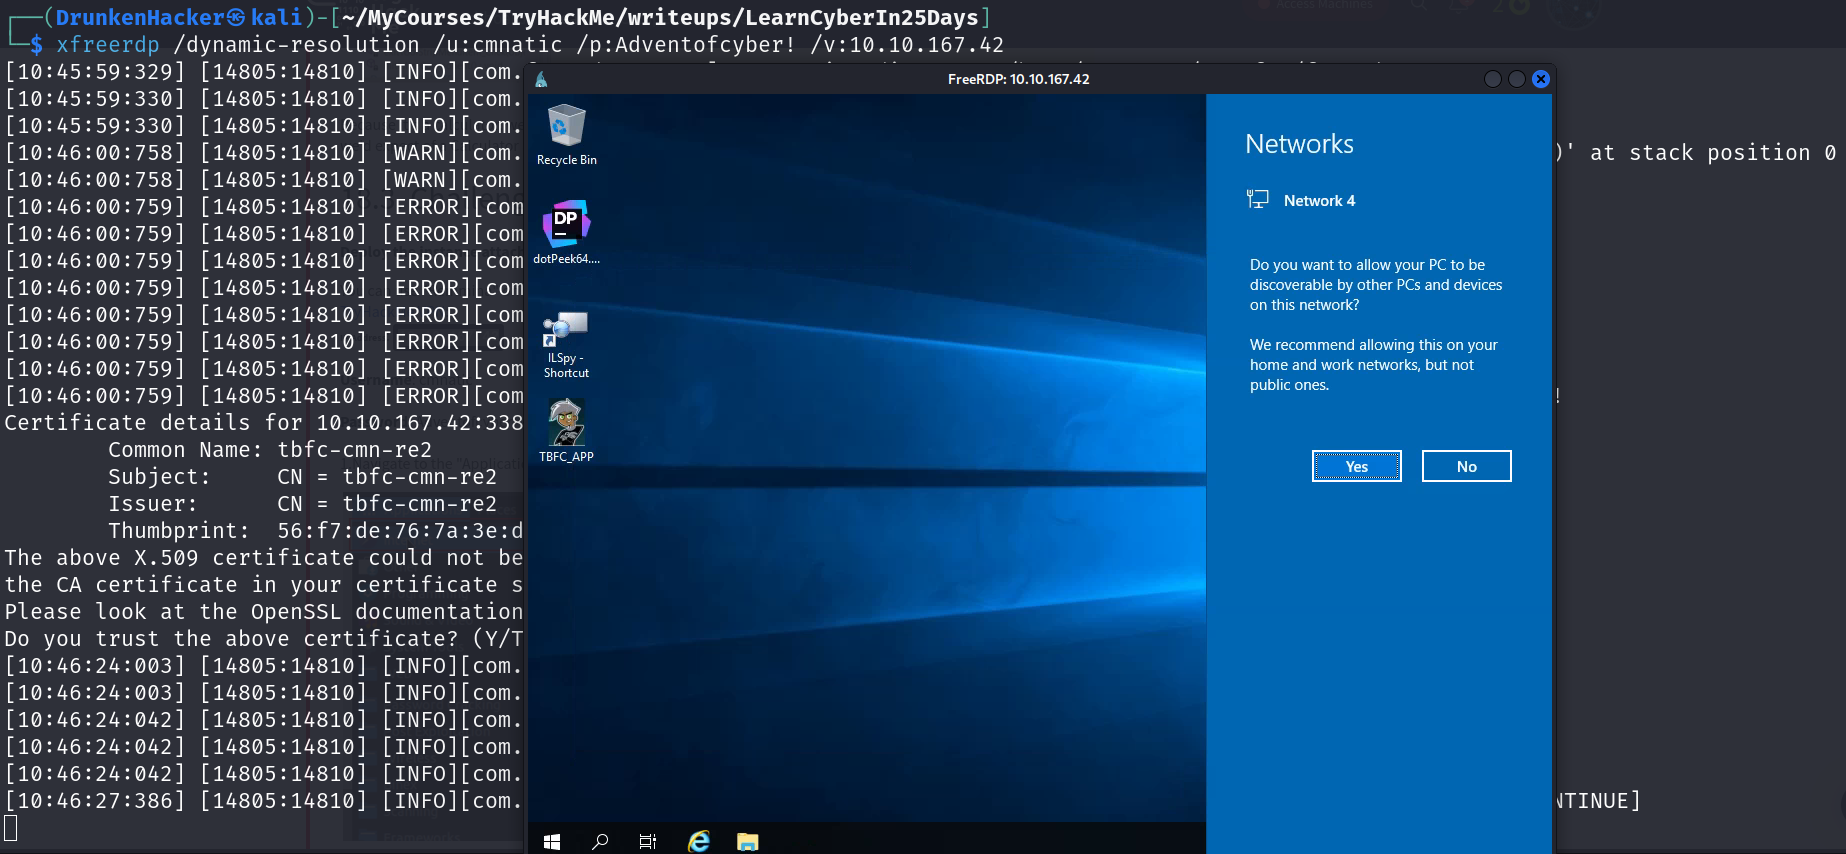 (DrunkenHacker㉿kali)-[~/MyCourses/TryHackMe/writeups/LearnCyberIn25Days]
$ xfreerdp /dynamic-resolution /u:cmnatic /p:Adventofcyber! /v:10.10.167.42
[10:45:59:329] [14805:14810] [INFO][com.
[10:45:59:330] [14805:14810] [INFO][com.
[10:45:59:330] [14805:14810] [INFO][com.
[10:46:00:758] [14805:14810] [WARN][com. )' at stack position 0
[10:46:00:758] [14805:14810] [WARN][com.
[10:46:00:759] [14805:14810] [ERROR][com
[10:46:00:759] [14805:14810] [ERROR][com
[10:46:00:759] [14805:14810] [ERROR][com
[10:46:00:759] [14805:14810] [ERROR][com
[10:46:00:759] [14805:14810] [ERROR][com
[10:46:00:759] [14805:14810] [ERROR][com
[10:46:00:759] [14805:14810] [ERROR][com
[10:46:00:759] [14805:14810] [ERROR][com !
Certificate details for 10.10.167.42:338
Common Name: tbfc-cmn-re2
Subject: CN = tbfc-cmn-re2
Issuer: CN = tbfc-cmn-re2
Thumbprint: 56:f7:de:76:7a:3e:d
The above X.509 certificate could not be
the CA certificate in your certificate s
Please look at the OpenSSL documentation
Do you trust the above certificate? (Y/T
[10:46:24:003] [14805:14810] [INFO][com.
[10:46:24:003] [14805:14810] [INFO][com.
[10:46:24:042] [14805:14810] [INFO][com.
[10:46:24:042] [14805:14810] [INFO][com.
[10:46:24:042] [14805:14810] [INFO][com.
[10:46:27:386] [14805:14810] [INFO][com. NTINUE]
FreeRDP: 10.10.167.42
Recycle Bin
DP
dotPeek64....
ILSpy -
Shortcut
TBFC_APP
Networks
Network 4
Do you want to allow your PC to be
discoverable by other PCs and devices
on this network?
We recommend allowing this on your
home and work networks, but not
public ones.
Yes
No